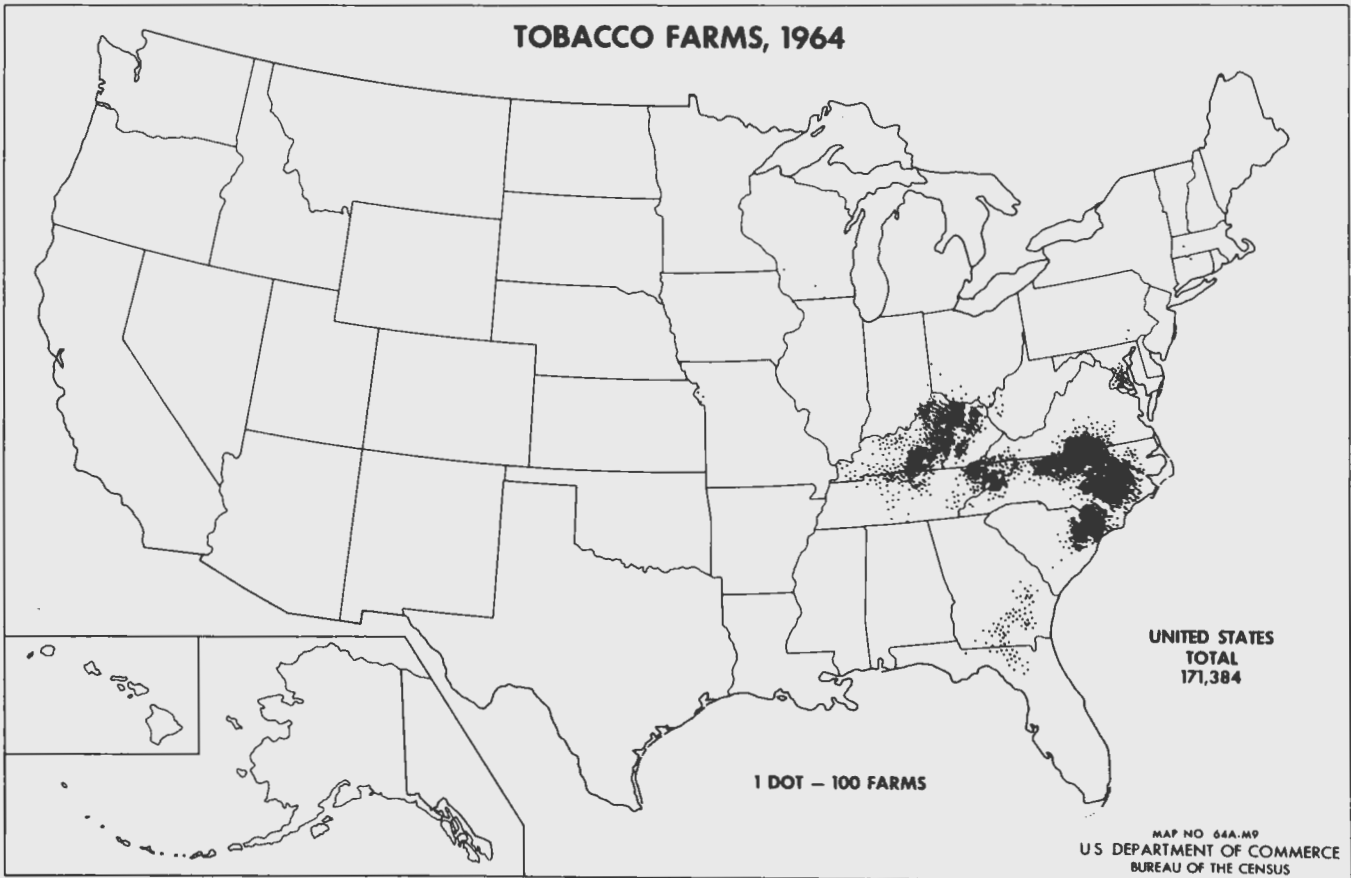 TOBACCO FARMS, 1964
UNITED STATES
TOTAL
171,384
1 DOT — 100 FARMS
MAP NO 64A-M9
U S DEPARTMENT OF COMMERCE
BUREAU OF THE CENSUS